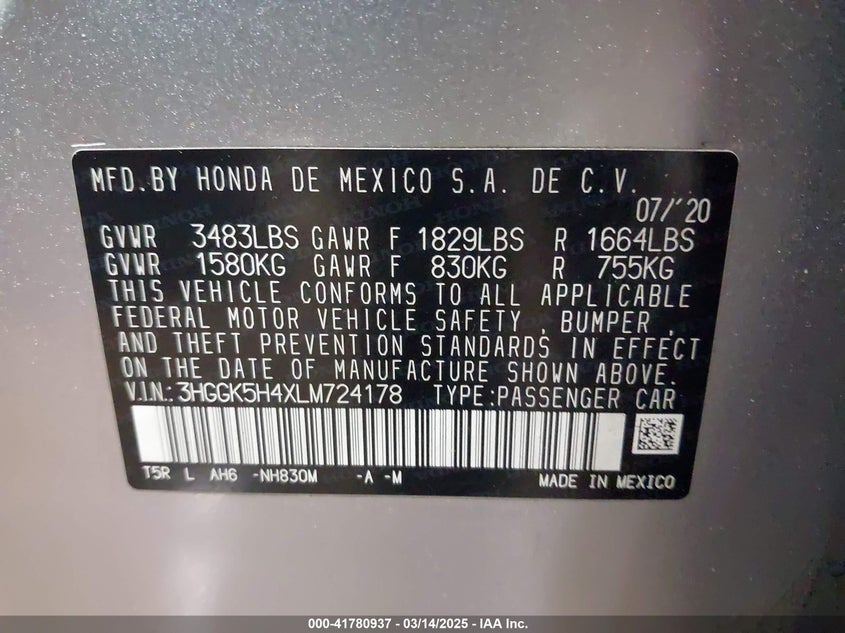 MFD.BY HONDA DE MEXICO S.A. DE C.V.
07/'20
GVWR 3483LBS GAWR F 1829LBS R 1664LBS
GVWR 1580KG GAWR F 830KG R 755KG
THIS VEHICLE CONFORMS TO ALL APPLICABLE
FEDERAL MOTOR VEHICLE SAFETY , BUMPER ,
AND THEFT PREVENTION STANDARDS IN EFFECT
ON THE DATE OF MANUFACTURE SHOWN ABOVE.
V.I.N.:3HGGK5H4XLM724178 TYPE:PASSENGER CAR
T5R L AH6 -NH830M -A -M MADE IN MEXICO
000-41780937 - 03/14/2025 - IAA Inc.